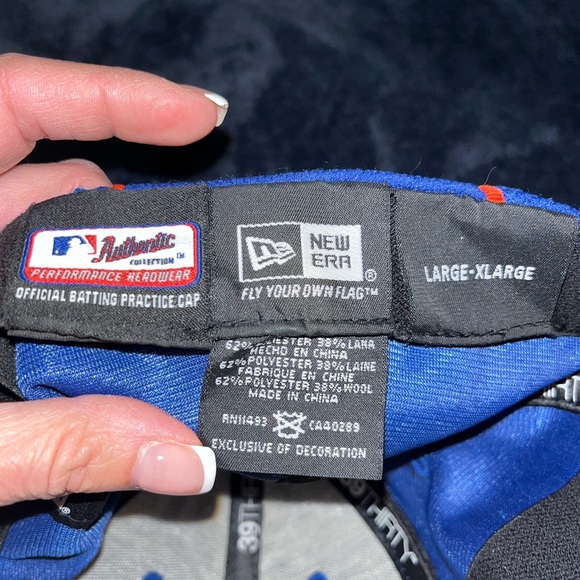 Authentic
COLLECTION™
PERFORMANCE HEADWEAR
OFFICIAL BATTING PRACTICE CAP
NEW
ERA®
FLY YOUR OWN FLAG™
LARGE-XLARGE
62% POLYESTER 38% LANA
HECHO EN CHINA
62% POLYESTER 38% LAINE
FABRIQUE EN CHINE
62% POLYESTER 38% WOOL
MADE IN CHINA
RN11493 CA40289
EXCLUSIVE OF DECORATION
39THIRTY
39THIRTY